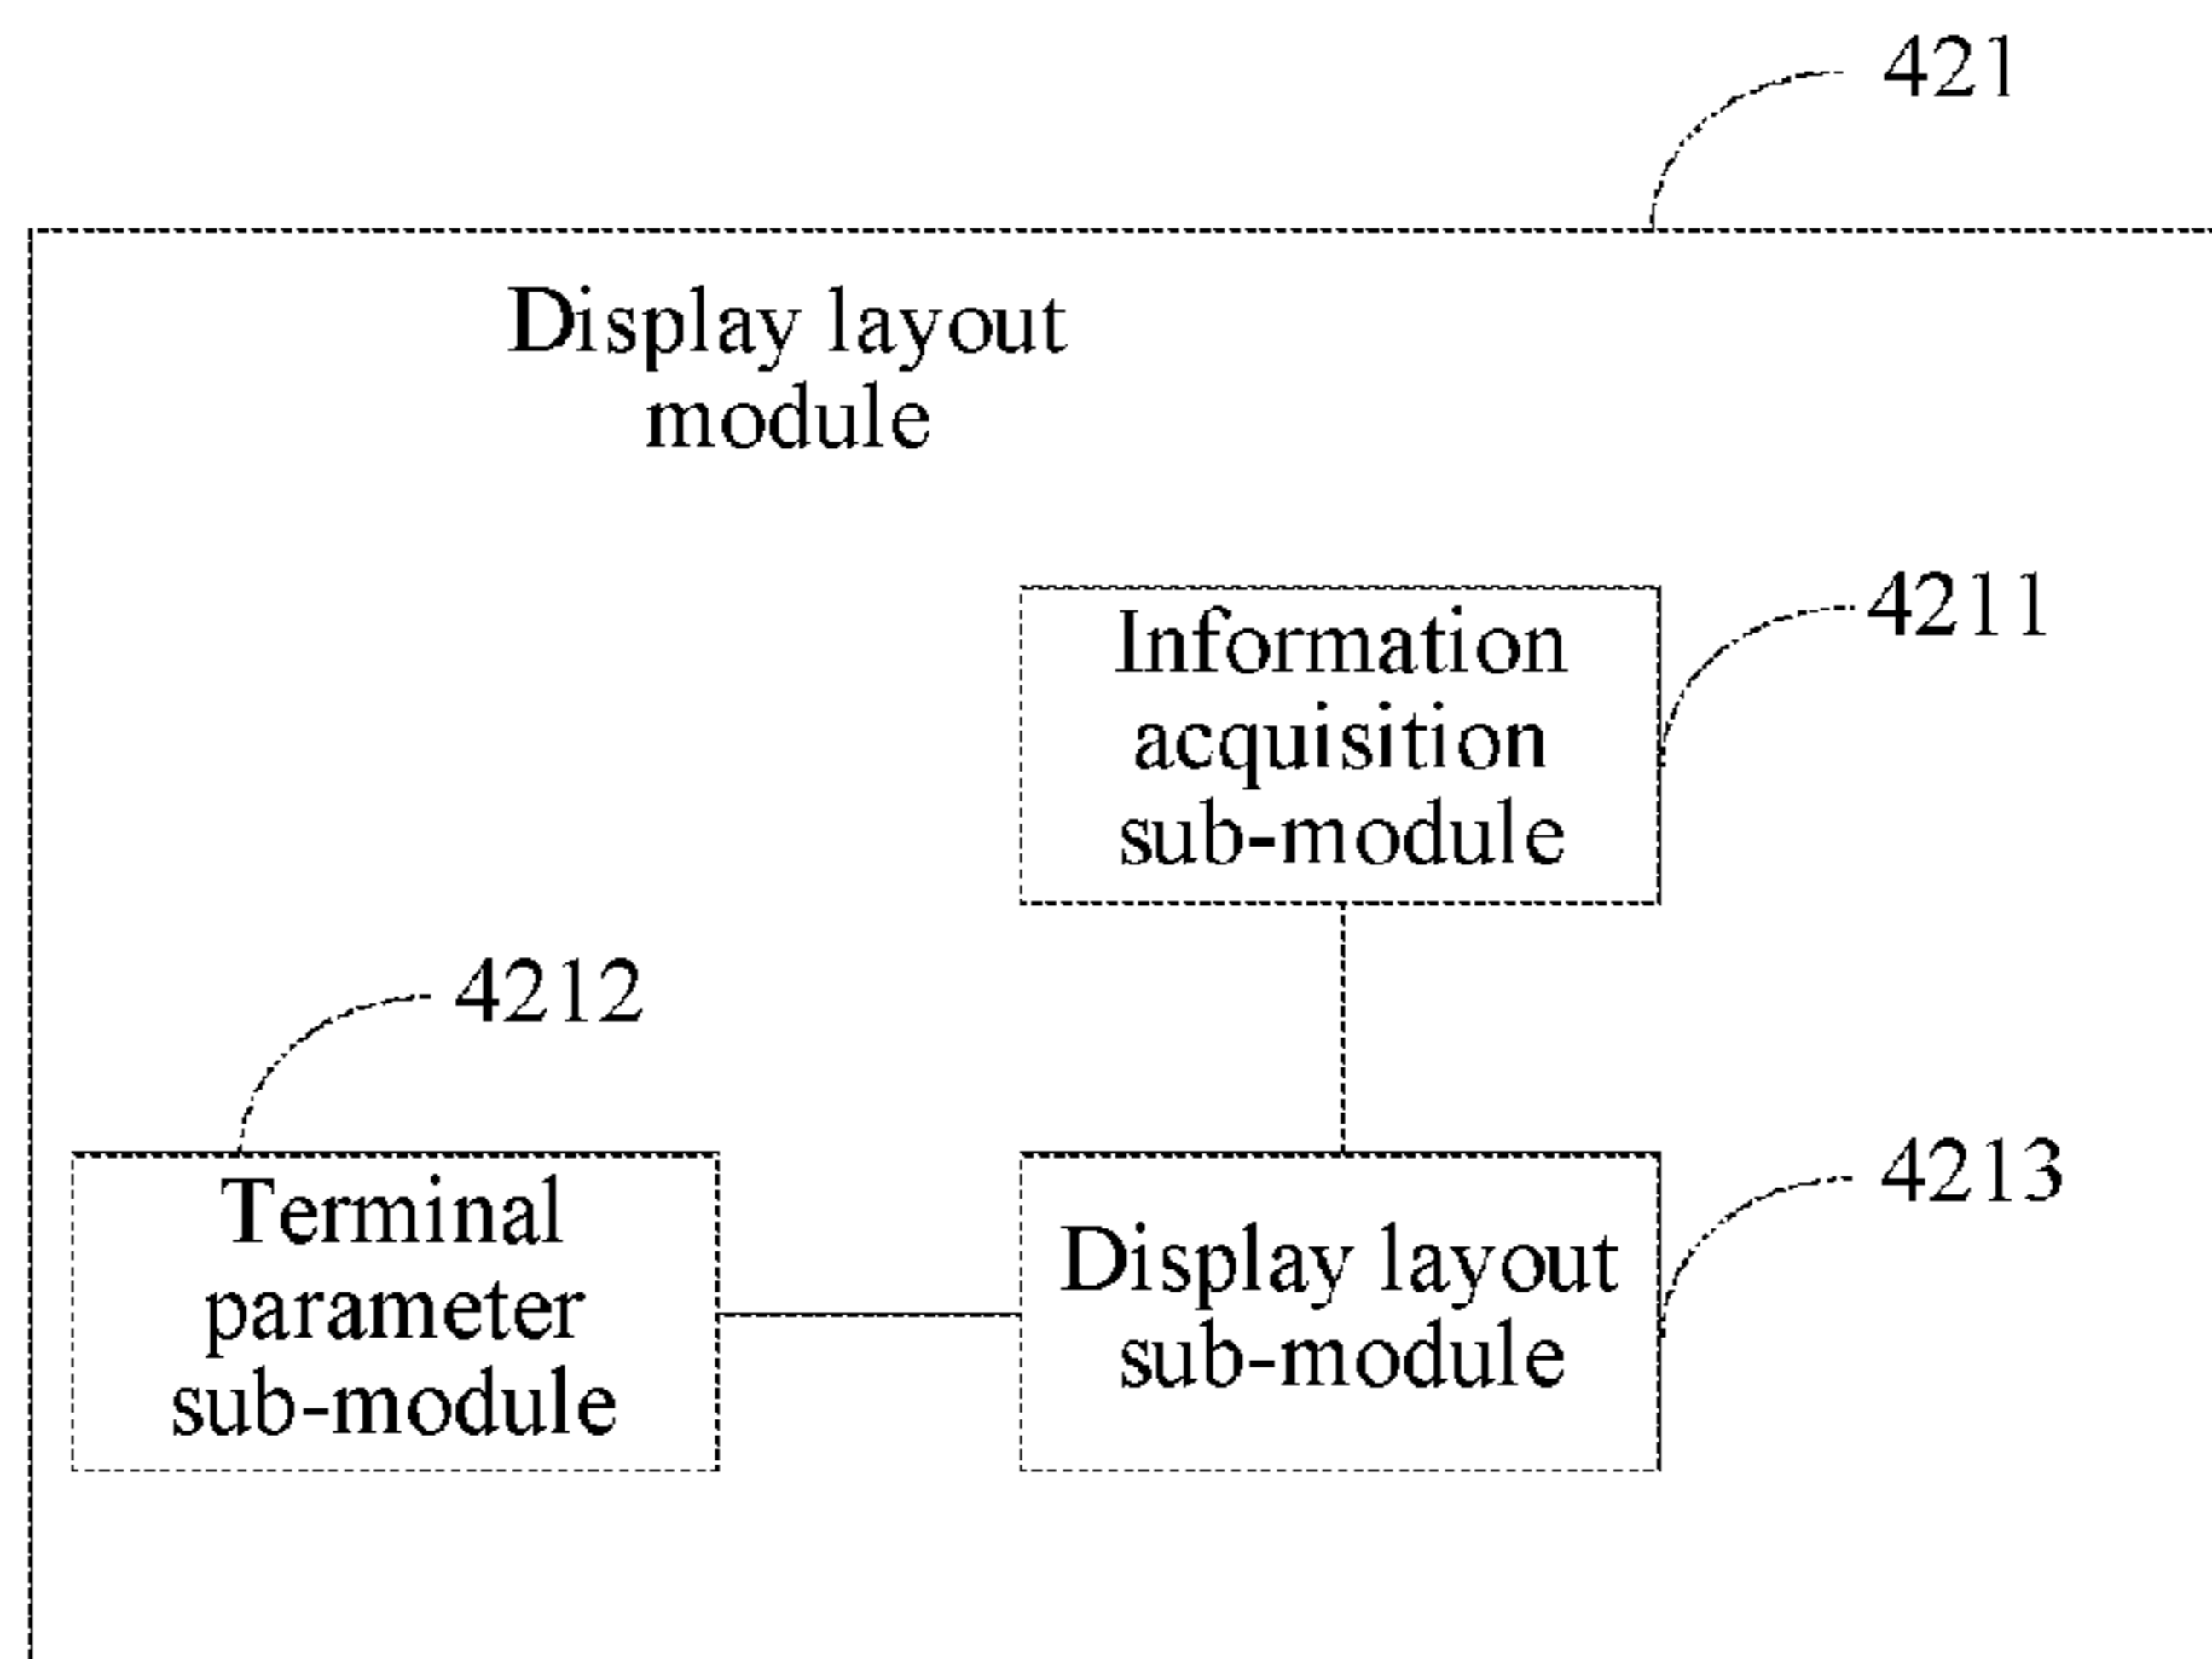 421
Display layout
module
Information
acquisition
sub-module
4211
4212
Terminal
parameter
sub-module
Display layout
sub-module
4213